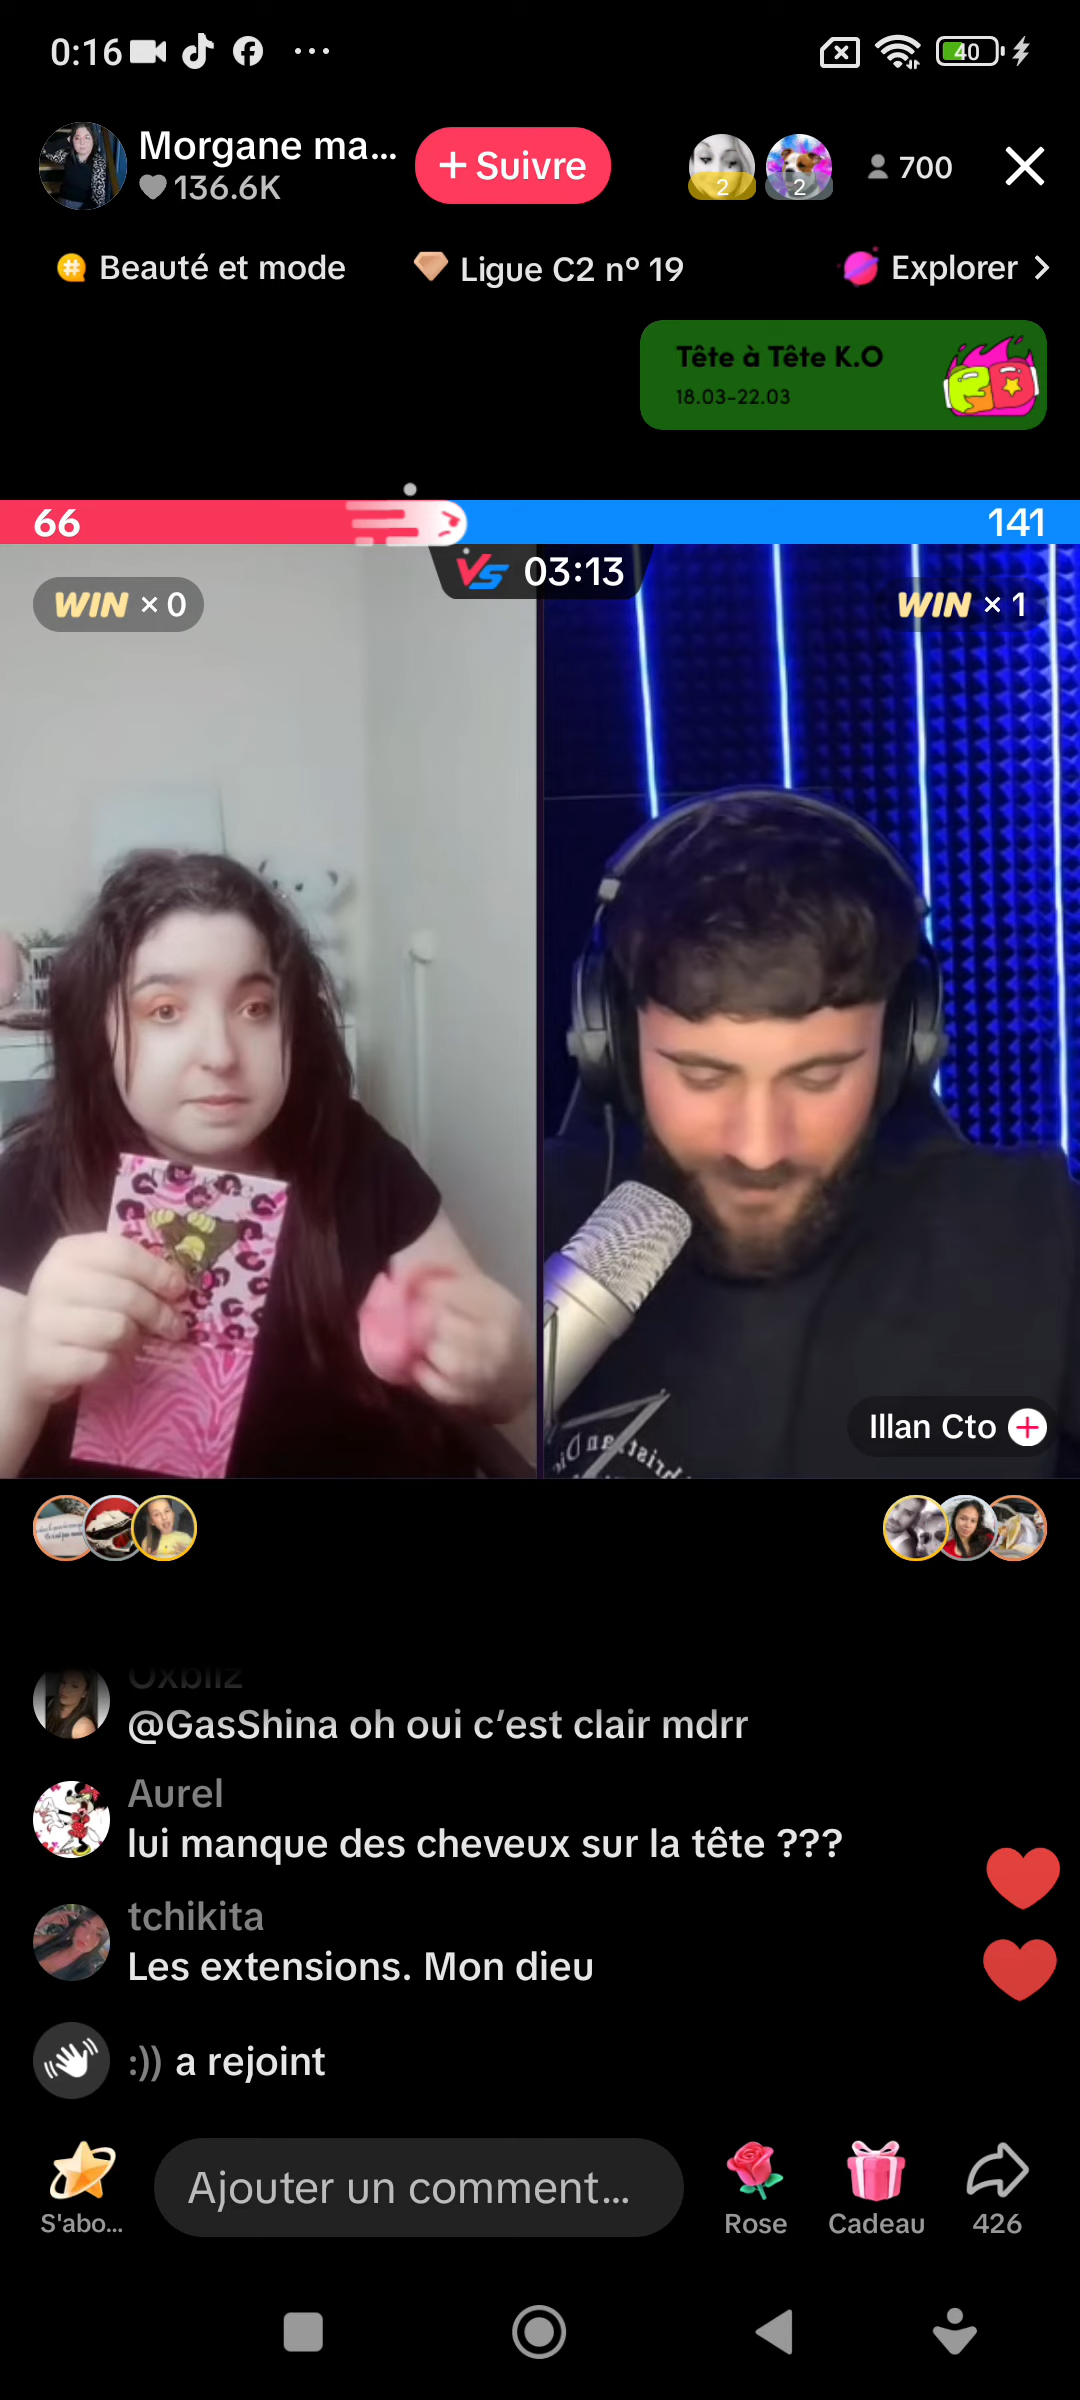 0:16
40
Morgane ma...
136.6K
+ Suivre
2
2
700
Beauté et mode
Ligue C2 n° 19
Explorer >
Tête à Tête K.O
18.03-22.03
66
141
VS 03:13
WIN × 0
WIN × 1
Illan Cto
Oxbliz
@GasShina oh oui c'est clair mdrr
Aurel
lui manque des cheveux sur la tête ???
tchikita
Les extensions. Mon dieu
:)) a rejoint
S'abo...
Ajouter un comment...
Rose
Cadeau
426